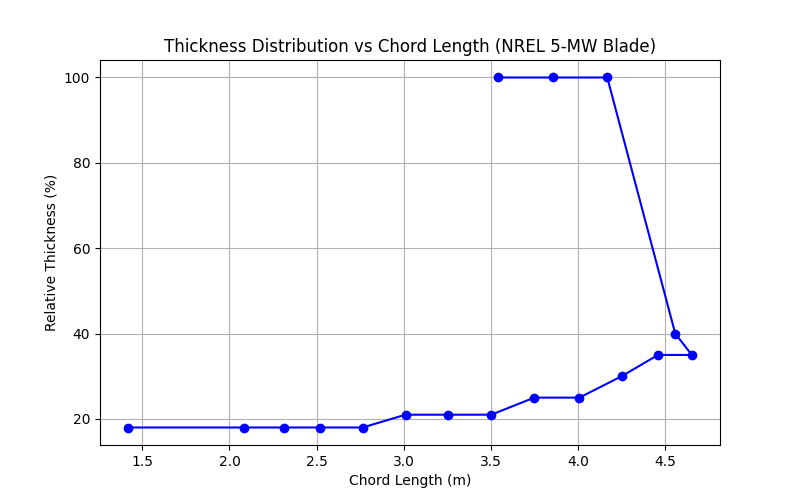 Thickness Distribution vs Chord Length (NREL 5-MW Blade)
Relative Thickness (%)
100
80
60
40
20
1.5 2.0 2.5 3.0 3.5 4.0 4.5
Chord Length (m)